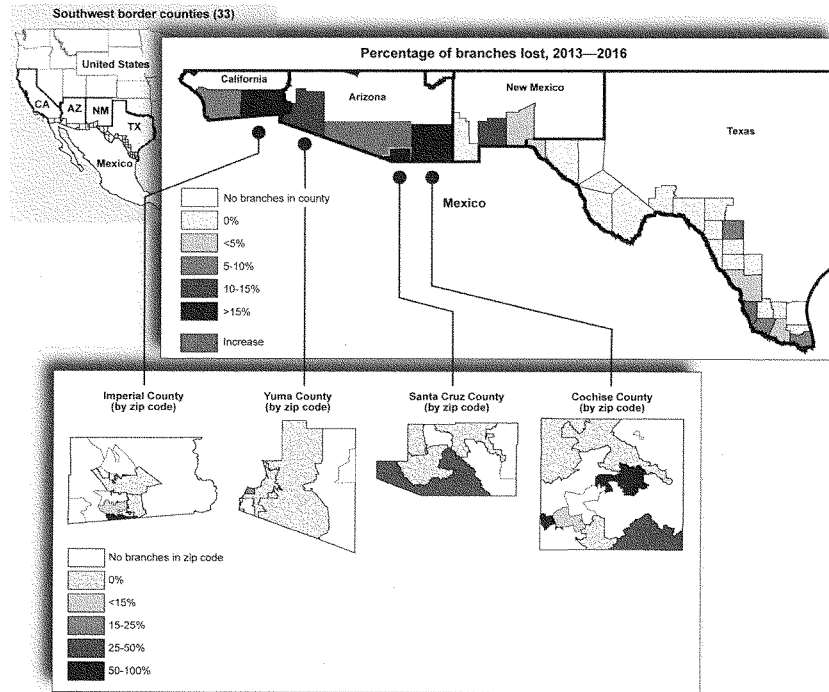 Southwest border counties (33)
United States
CA
AZ
NM
TX
Mexico
Percentage of branches lost, 2013—2016
California
Arizona
New Mexico
Texas
Mexico
No branches in county
0%
<5%
5-10%
10-15%
>15%
Increase
Imperial County
(by zip code)
Yuma County
(by zip code)
Santa Cruz County
(by zip code)
Cochise County
(by zip code)
No branches in zip code
0%
<15%
15-25%
25-50%
50-100%